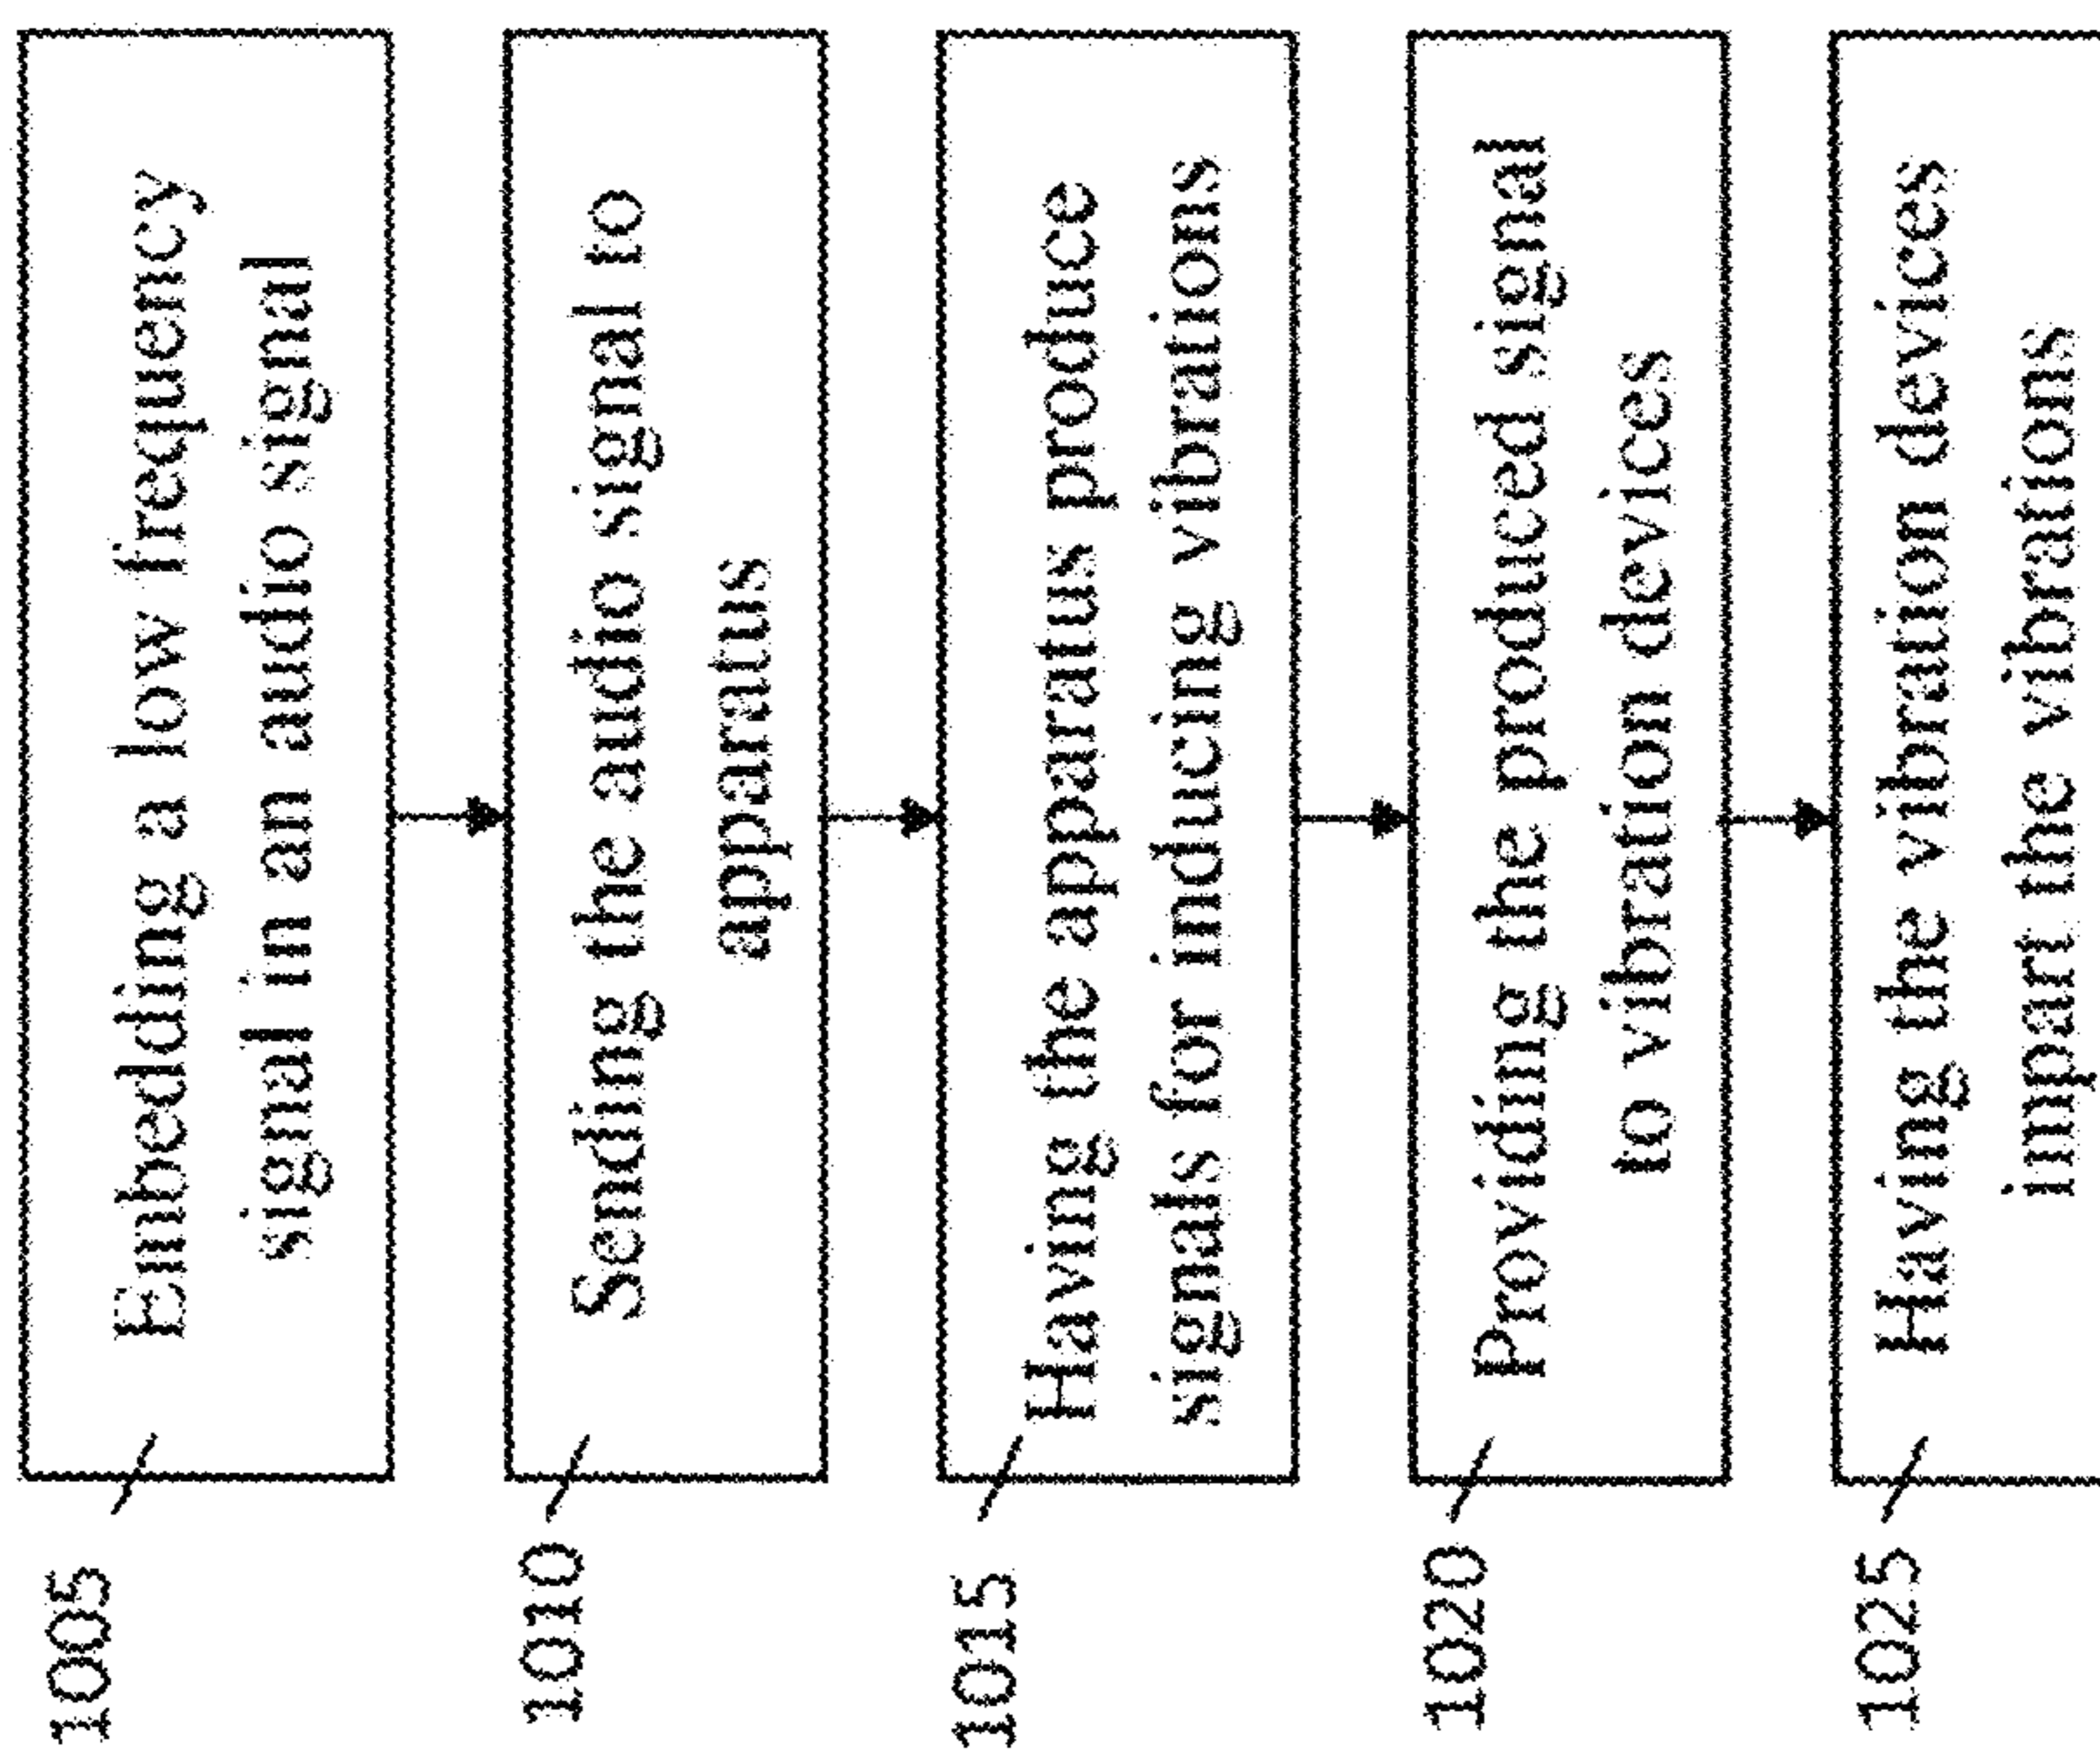 1005
Embedding a low frequency
signal in an audio signal
1010
Sending the audio signal to
apparatus
1015
Having the apparatus produce
signals for inducing vibrations
1020
Providing the produced signal
to vibration devices
1025
Having the vibration devices
impart the vibrations